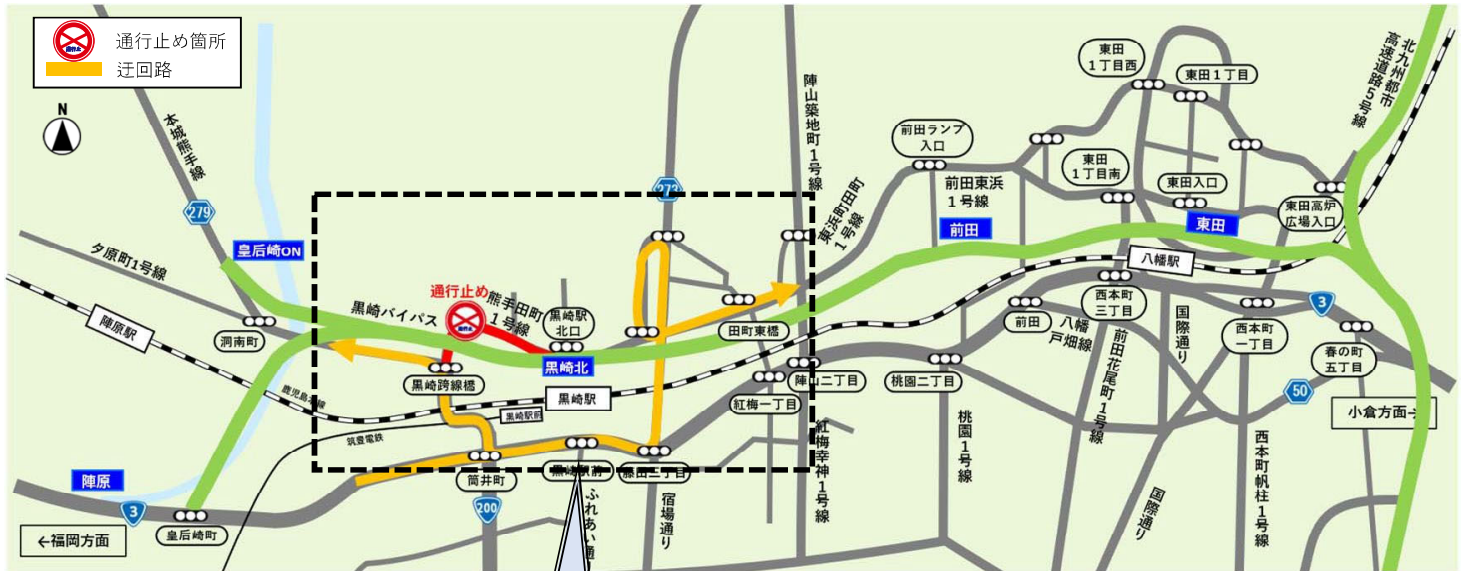 通行止め箇所
迂回路
N
本城熊手線
279
皇后崎ON
夕原町1号線
陣原駅
洞南町
黒崎バイパス
通行止め
熊手田町
1号線
黒崎駅
北口
黒崎北
黒崎跨線橋
黒崎駅
黒崎駅前
筑豊電鉄
陣原
3
皇后崎町
←福岡方面
筒井町
200
黒崎駅前
藤田三丁目
宿場通り
田町東橋
陣山二丁目
紅梅一丁目
紅梅幸神1号線
陣山築地町1号線
東浜町田町
1号線
前田ランプ
入口
前田東浜
1号線
前田
東田
1丁目西
東田1丁目
東田
1丁目南
東田入口
東田高炉
広場入口
東田
北九州都市
高速道路5号線
八幡駅
西本町
三丁目
前田
八幡
戸畑線
桃園二丁目
桃園1号線
前田花尾町1号線
国際通り
国際通り
西本町
一丁目
西本町帆柱1号線
3
春の町
五丁目
50
小倉方面→